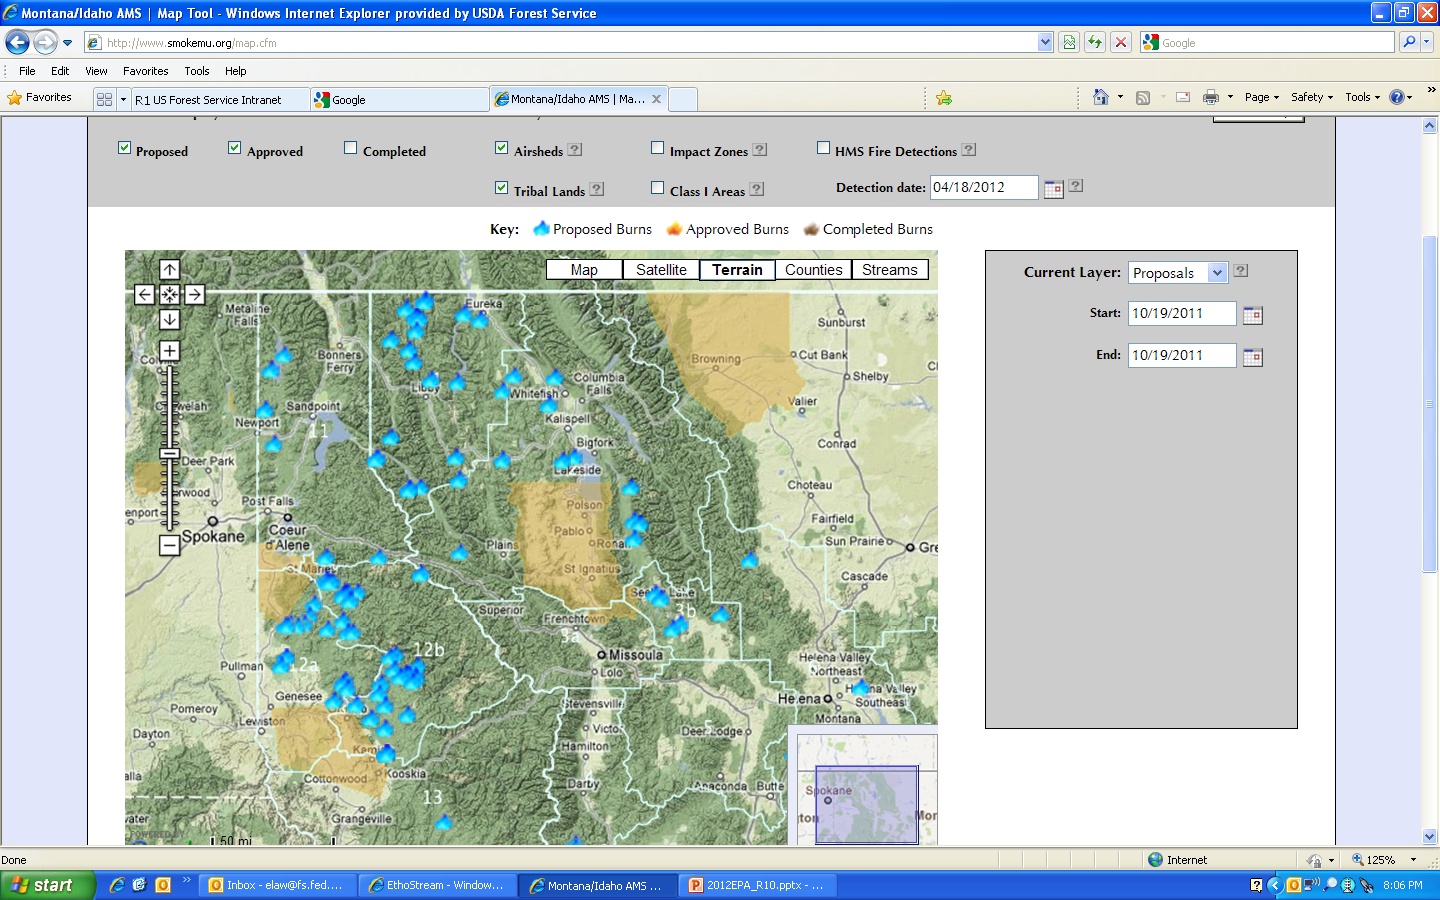 Montana/Idaho AMS | Map Tool - Windows Internet Explorer provided by USDA Forest Service
http://www.smokemu.org/map.cfm
Google
File Edit View Favorites Tools Help
Favorites
R1 US Forest Service Intranet
Google
Montana/Idaho AMS | Ma...
Page Safety Tools
Proposed Approved Completed Airsheds ? Impact Zones ? HMS Fire Detections ?
Tribal Lands ? Class I Areas ? Detection date: 04/18/2012 ?
Key: Proposed Burns Approved Burns Completed Burns
Map Satellite Terrain Counties Streams
Current Layer: Proposals ?
Start: 10/19/2011
End: 10/19/2011
Metaline Falls
Eureka
Sunburst
Bonners Ferry
Browning
Cut Bank
Shelby
Libby
Columbia Falls
Whitefish
Valier
Sandpoint
Newport
Kalispell
11
Conrad
Bigfork
Deer Park
Lakeside
Choteau
Post Falls
Polson
Spokane
Coeur d'Alene
Pablo
Fairfield
Plains
Ronan
Sun Prairie
Gre
St Ignatius
Cascade
Superior
Seeley Lake
3b
Frenchtown
3a
Missoula
12b
Pullman
12a
Lolo
Helena Valley Northeast
Genesee
Helena
Helena Valley Southeast
Stevensville
Montana
Pomeroy
Lewiston
Victor
5
Deer Lodge
Dayton
Hamilton
Kamiah
Cottonwood
Kooskia
Darby
Anaconda
Butte
13
Grangeville
Spokane
POWERED BY
50 mi
Done
Internet
125%
start
Inbox - elaw@fs.fed....
EthoStream - Window...
Montana/Idaho AMS ...
2012EPA_R10.pptx - ...
8:06 PM